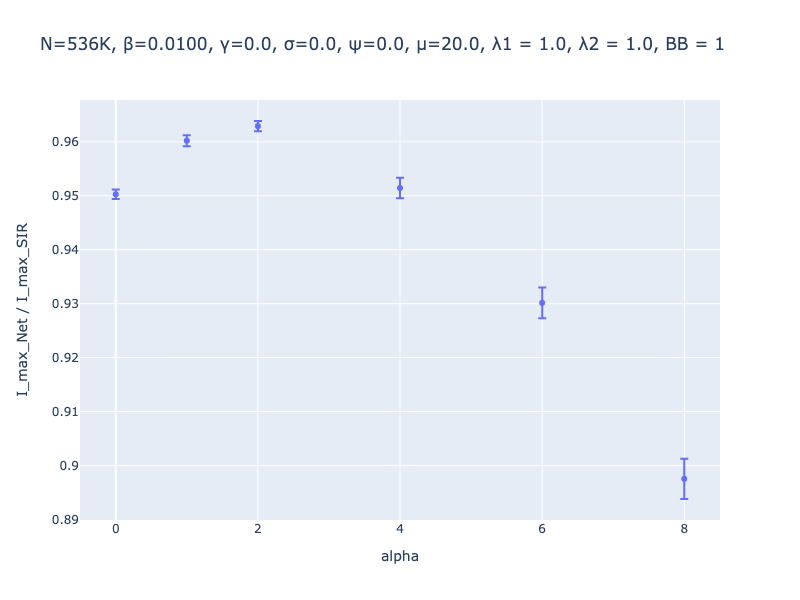 N=536K, β=0.0100, γ=0.0, σ=0.0, ψ=0.0, μ=20.0, λ1 = 1.0, λ2 = 1.0, BB = 1
I_max_Net / I_max_SIR
0.96
0.95
0.94
0.93
0.92
0.91
0.9
0.89
0 2 4 6 8
alpha